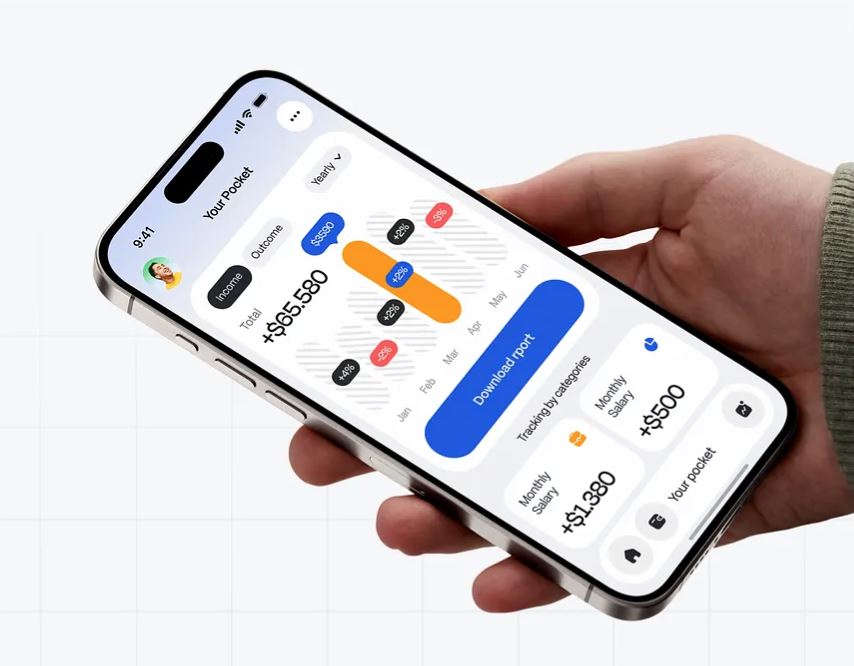 9:41
Your Pocket
Income
Outcome
Yearly
Total
+$65.580
$3590
+4%
-2%
+2%
+2%
+2%
-3%
Jan
Feb
Mar
Apr
May
Jun
Download rport
Tracking by categories
Monthly
Salary
+$1.380
Monthly
Salary
+$500
Your pocket